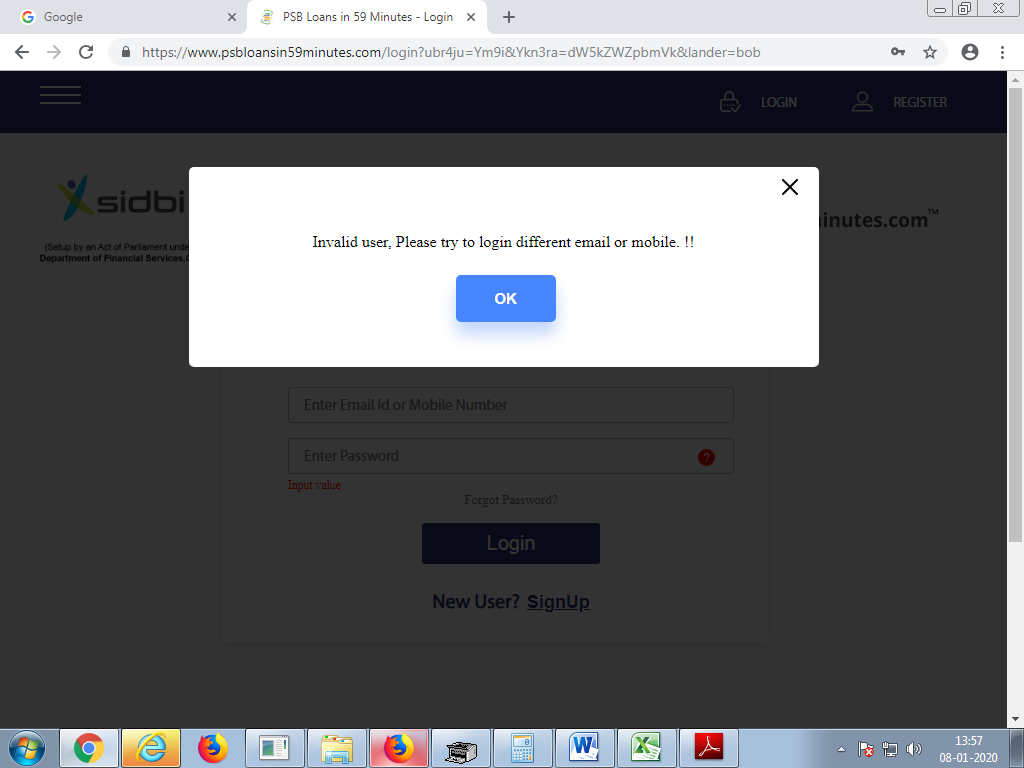 Google
PSB Loans in 59 Minutes - Login
https://www.psbloansin59minutes.com/login?ubr4ju=Ym9i&Ykn3ra=dW5kZWZpbmVk&lander=bob
LOGIN
REGISTER
sidbi
inutes.com™
(Setup by an Act of Parliament unde
Department of Financial Services,
Invalid user, Please try to login different email or mobile. !!
OK
Enter Email Id or Mobile Number
Enter Password
?
Input value
Forgot Password?
Login
New User? SignUp
13:57
08-01-2020